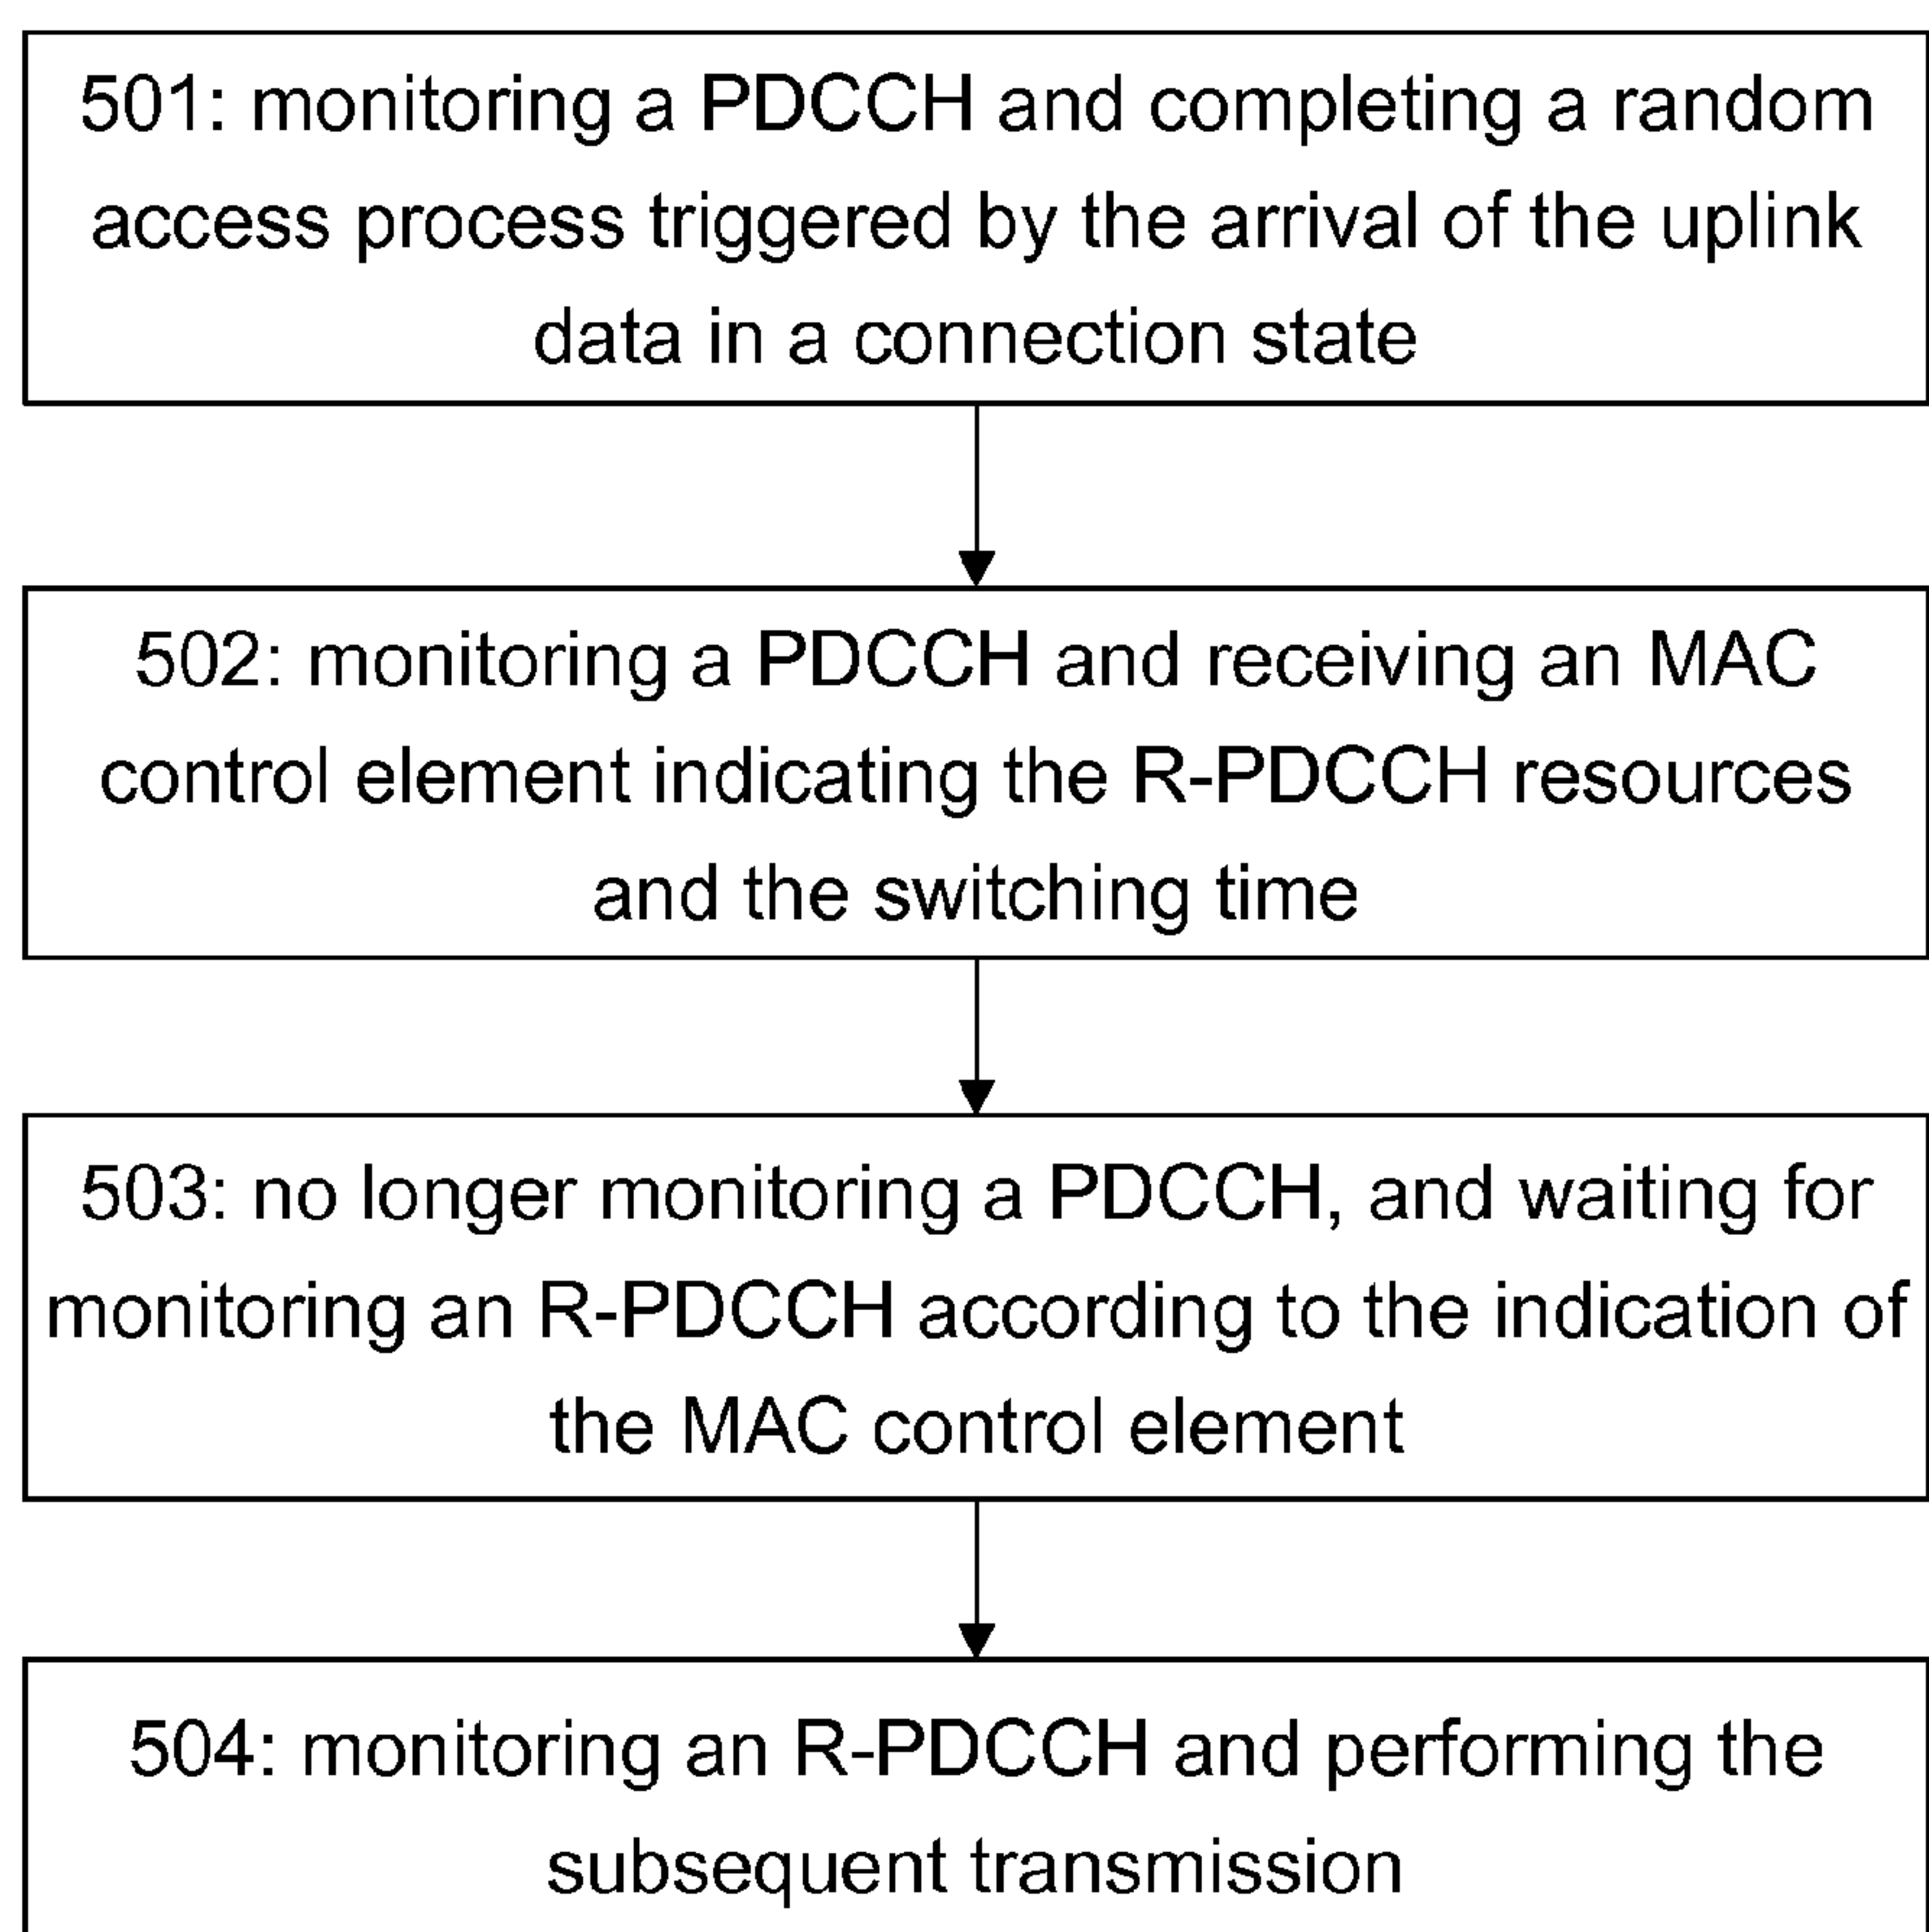 501: monitoring a PDCCH and completing a random
access process triggered by the arrival of the uplink
data in a connection state
502: monitoring a PDCCH and receiving an MAC
control element indicating the R-PDCCH resources
and the switching time
503: no longer monitoring a PDCCH, and waiting for
monitoring an R-PDCCH according to the indication of
the MAC control element
504: monitoring an R-PDCCH and performing the
subsequent transmission